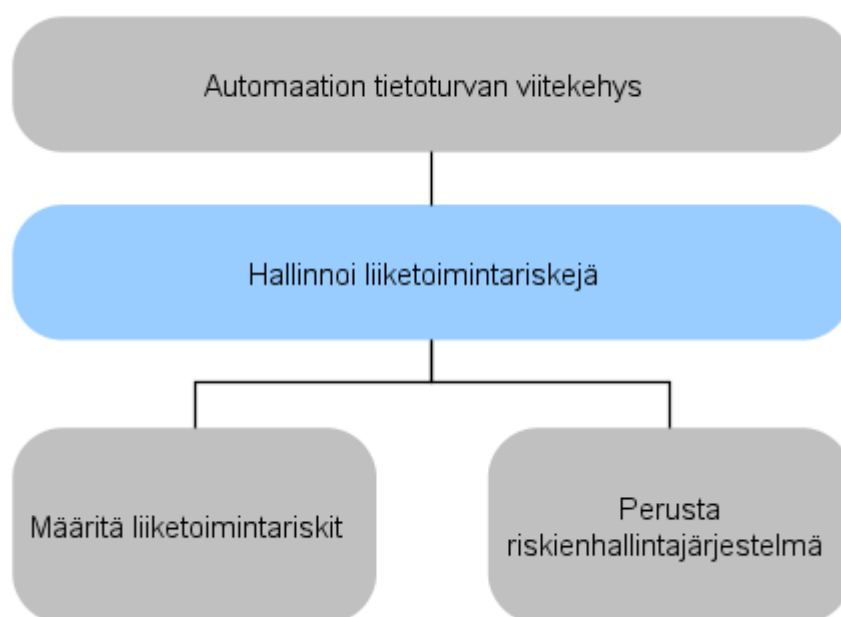 Automaation tietoturvan viitekehys
Hallinnoi liiketoimintariskejä
Määritä liiketoimintariskit
Perusta
riskienhallintajärjestelmä